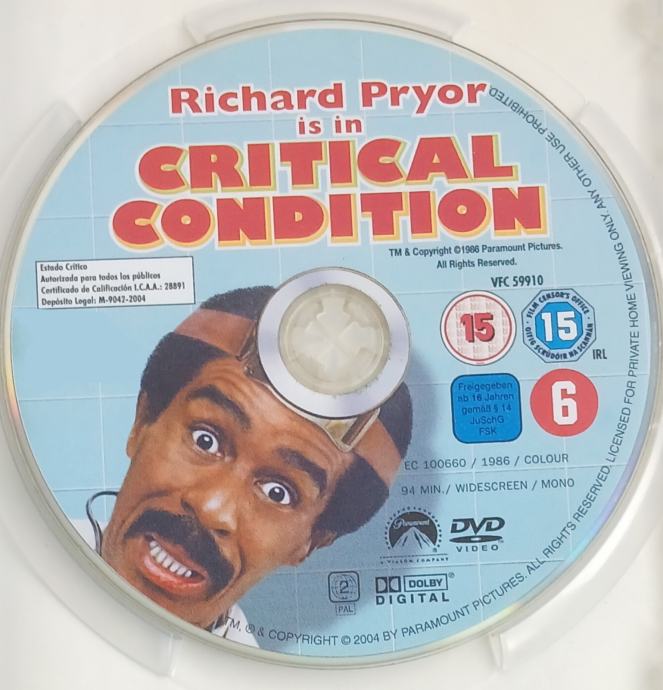 Richard Pryor
is in
CRITICAL
CONDITION
TM & Copyright ©1986 Paramount Pictures.
All Rights Reserved.
Estado Crítico
Autorizada para todos los públicos
Certificado de Calificación I.C.A.A.: 28891
Depósito Legal: M-9042-2004
VFC 59910
15
FILM CENSOR'S OFFICE
15
OIFIG SCRÚDÓIR NA SCANNÁN
IRL
Freigegeben
ab 16 Jahren
gemäß § 14
JuSchG
FSK
6
EC 100660 / 1986 / COLOUR
94 MIN./ WIDESCREEN / MONO
Paramount
A VIACOM COMPANY
DVD
VIDEO
2
PAL
DOLBY®
DIGITAL
TM, ® & COPYRIGHT © 2004 BY PARAMOUNT PICTURES. ALL RIGHTS RESERVED. LICENSED FOR PRIVATE HOME VIEWING ONLY. ANY OTHER USE PROHIBITED.